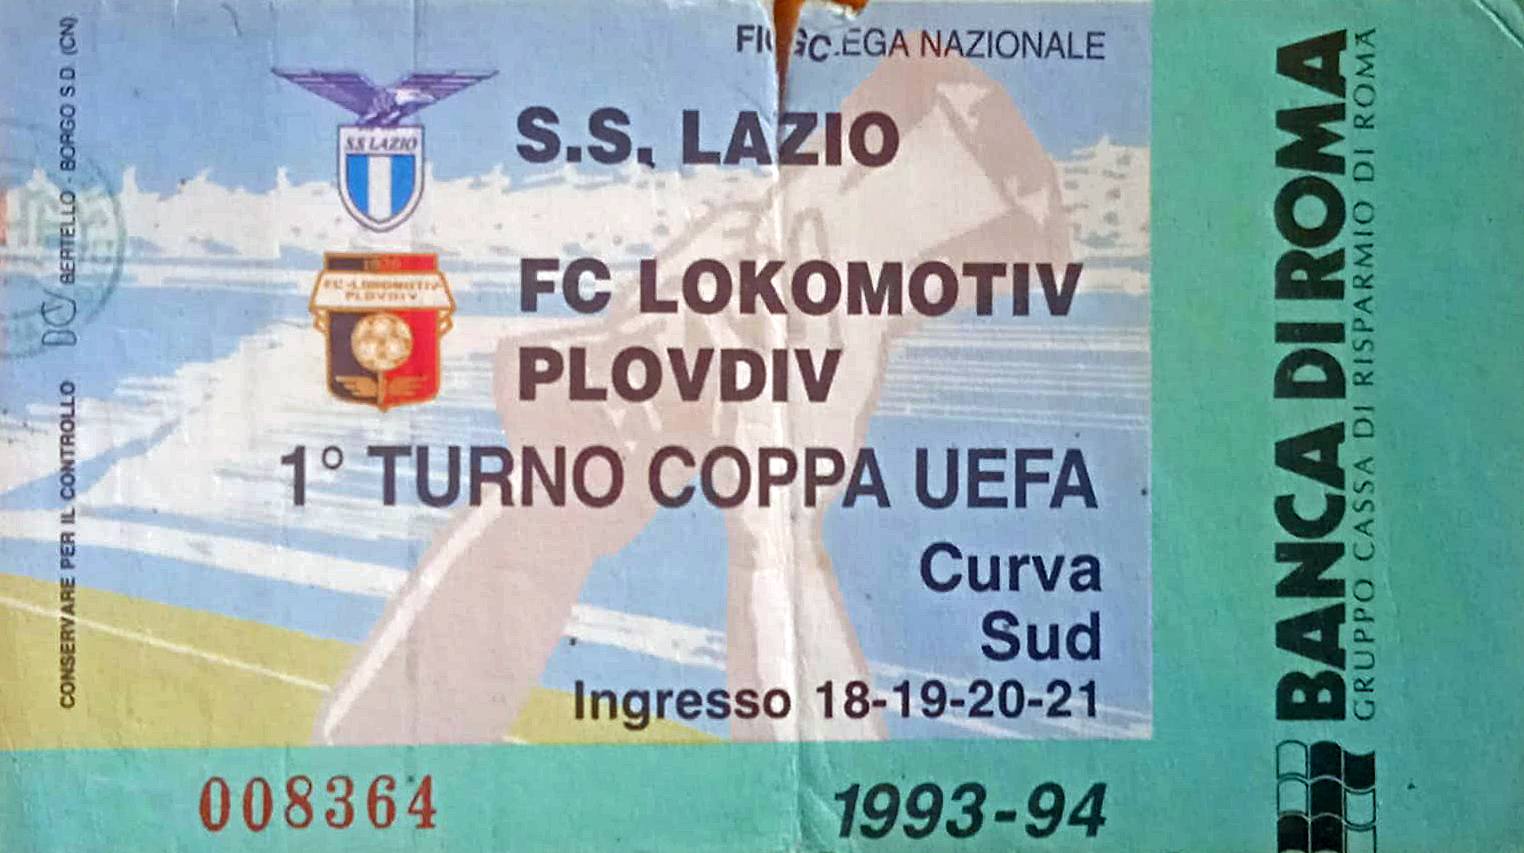 FIGC.EGA NAZIONALE
SS LAZIO
S.S. LAZIO
FC-LOKOMOTIV
PLOVDIV
FC LOKOMOTIV
PLOVDIV
1° TURNO COPPA UEFA
Curva
Sud
Ingresso 18-19-20-21
008364
1993-94
CONSERVARE PER IL CONTROLLO
BERTELLO - BORGO S.D. (CN)
BANCA DI ROMA
GRUPPO CASSA DI RISPARMIO DI ROMA